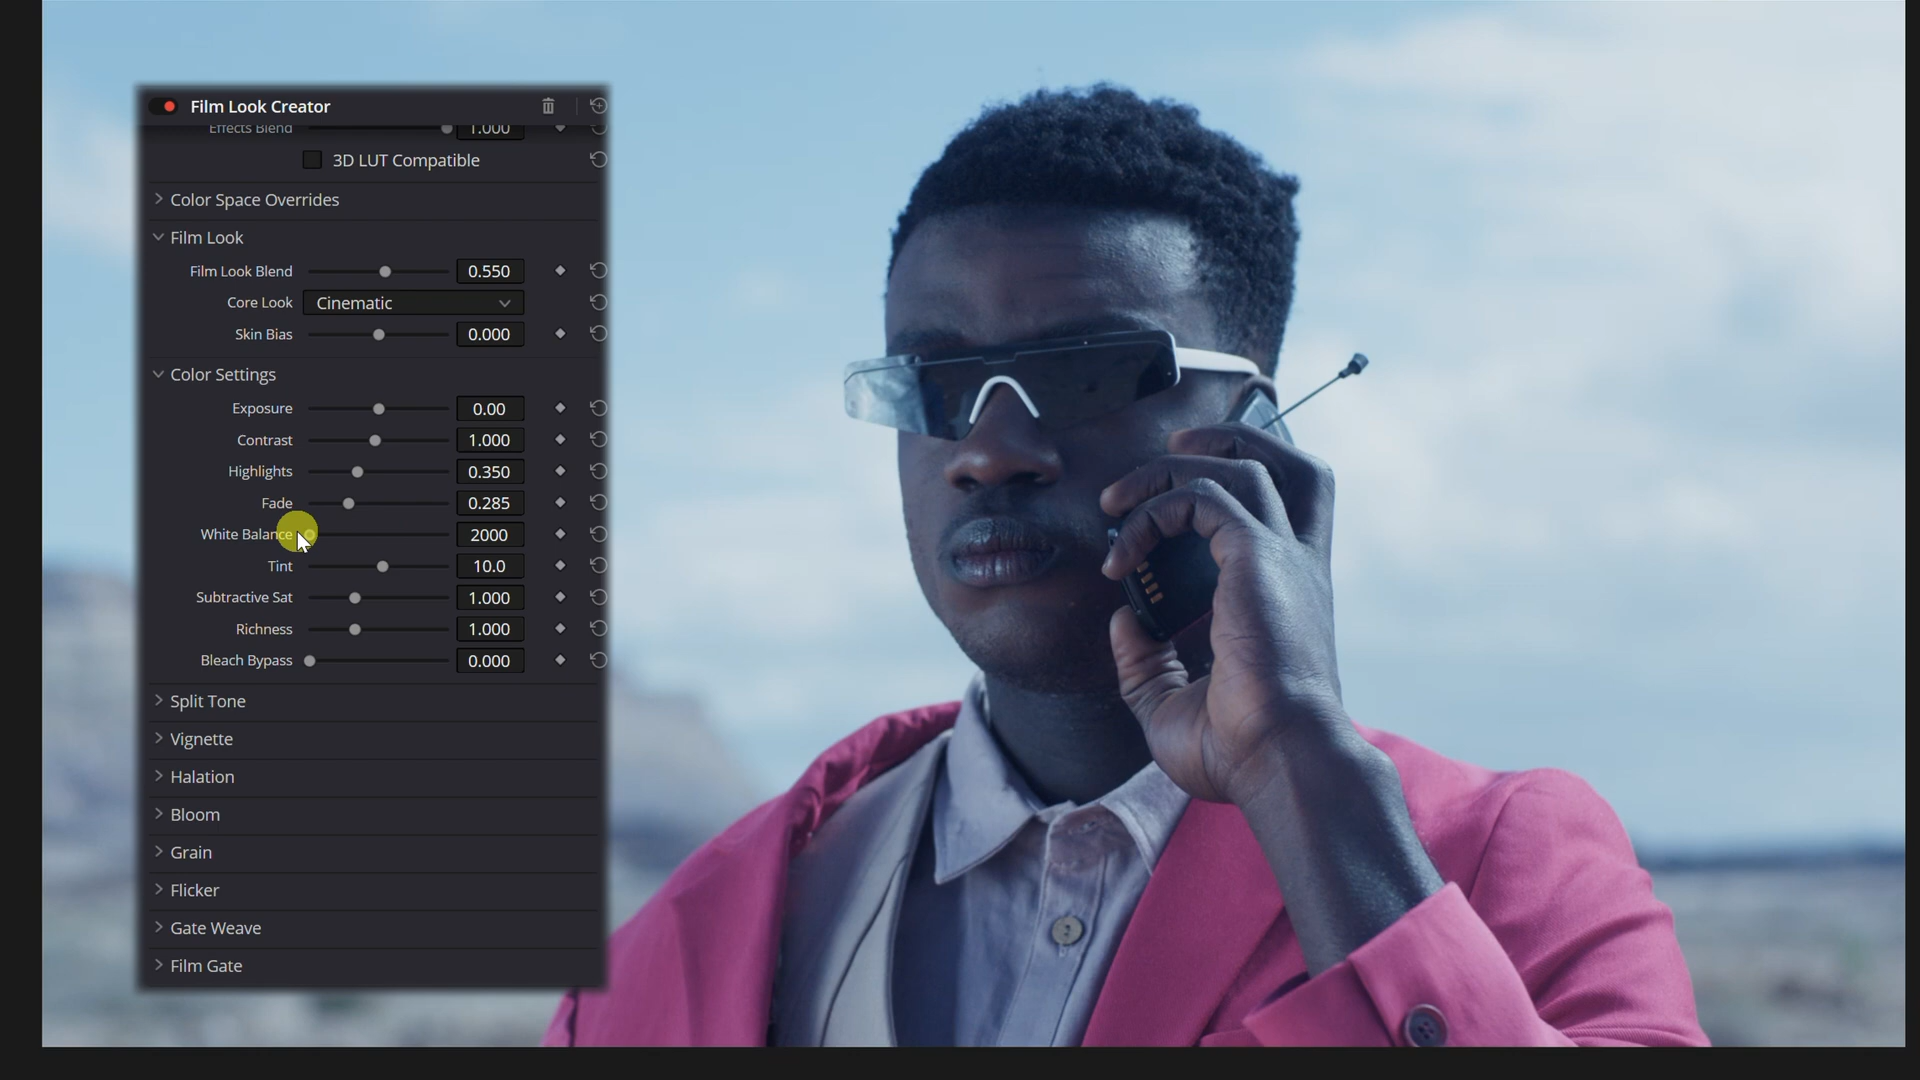 Film Look Creator
Effects Blend 1.000
3D LUT Compatible
Color Space Overrides
Film Look
Film Look Blend 0.550
Core Look Cinematic
Skin Bias 0.000
Color Settings
Exposure 0.00
Contrast 1.000
Highlights 0.350
Fade 0.285
White Balance 2000
Tint 10.0
Subtractive Sat 1.000
Richness 1.000
Bleach Bypass 0.000
Split Tone
Vignette
Halation
Bloom
Grain
Flicker
Gate Weave
Film Gate